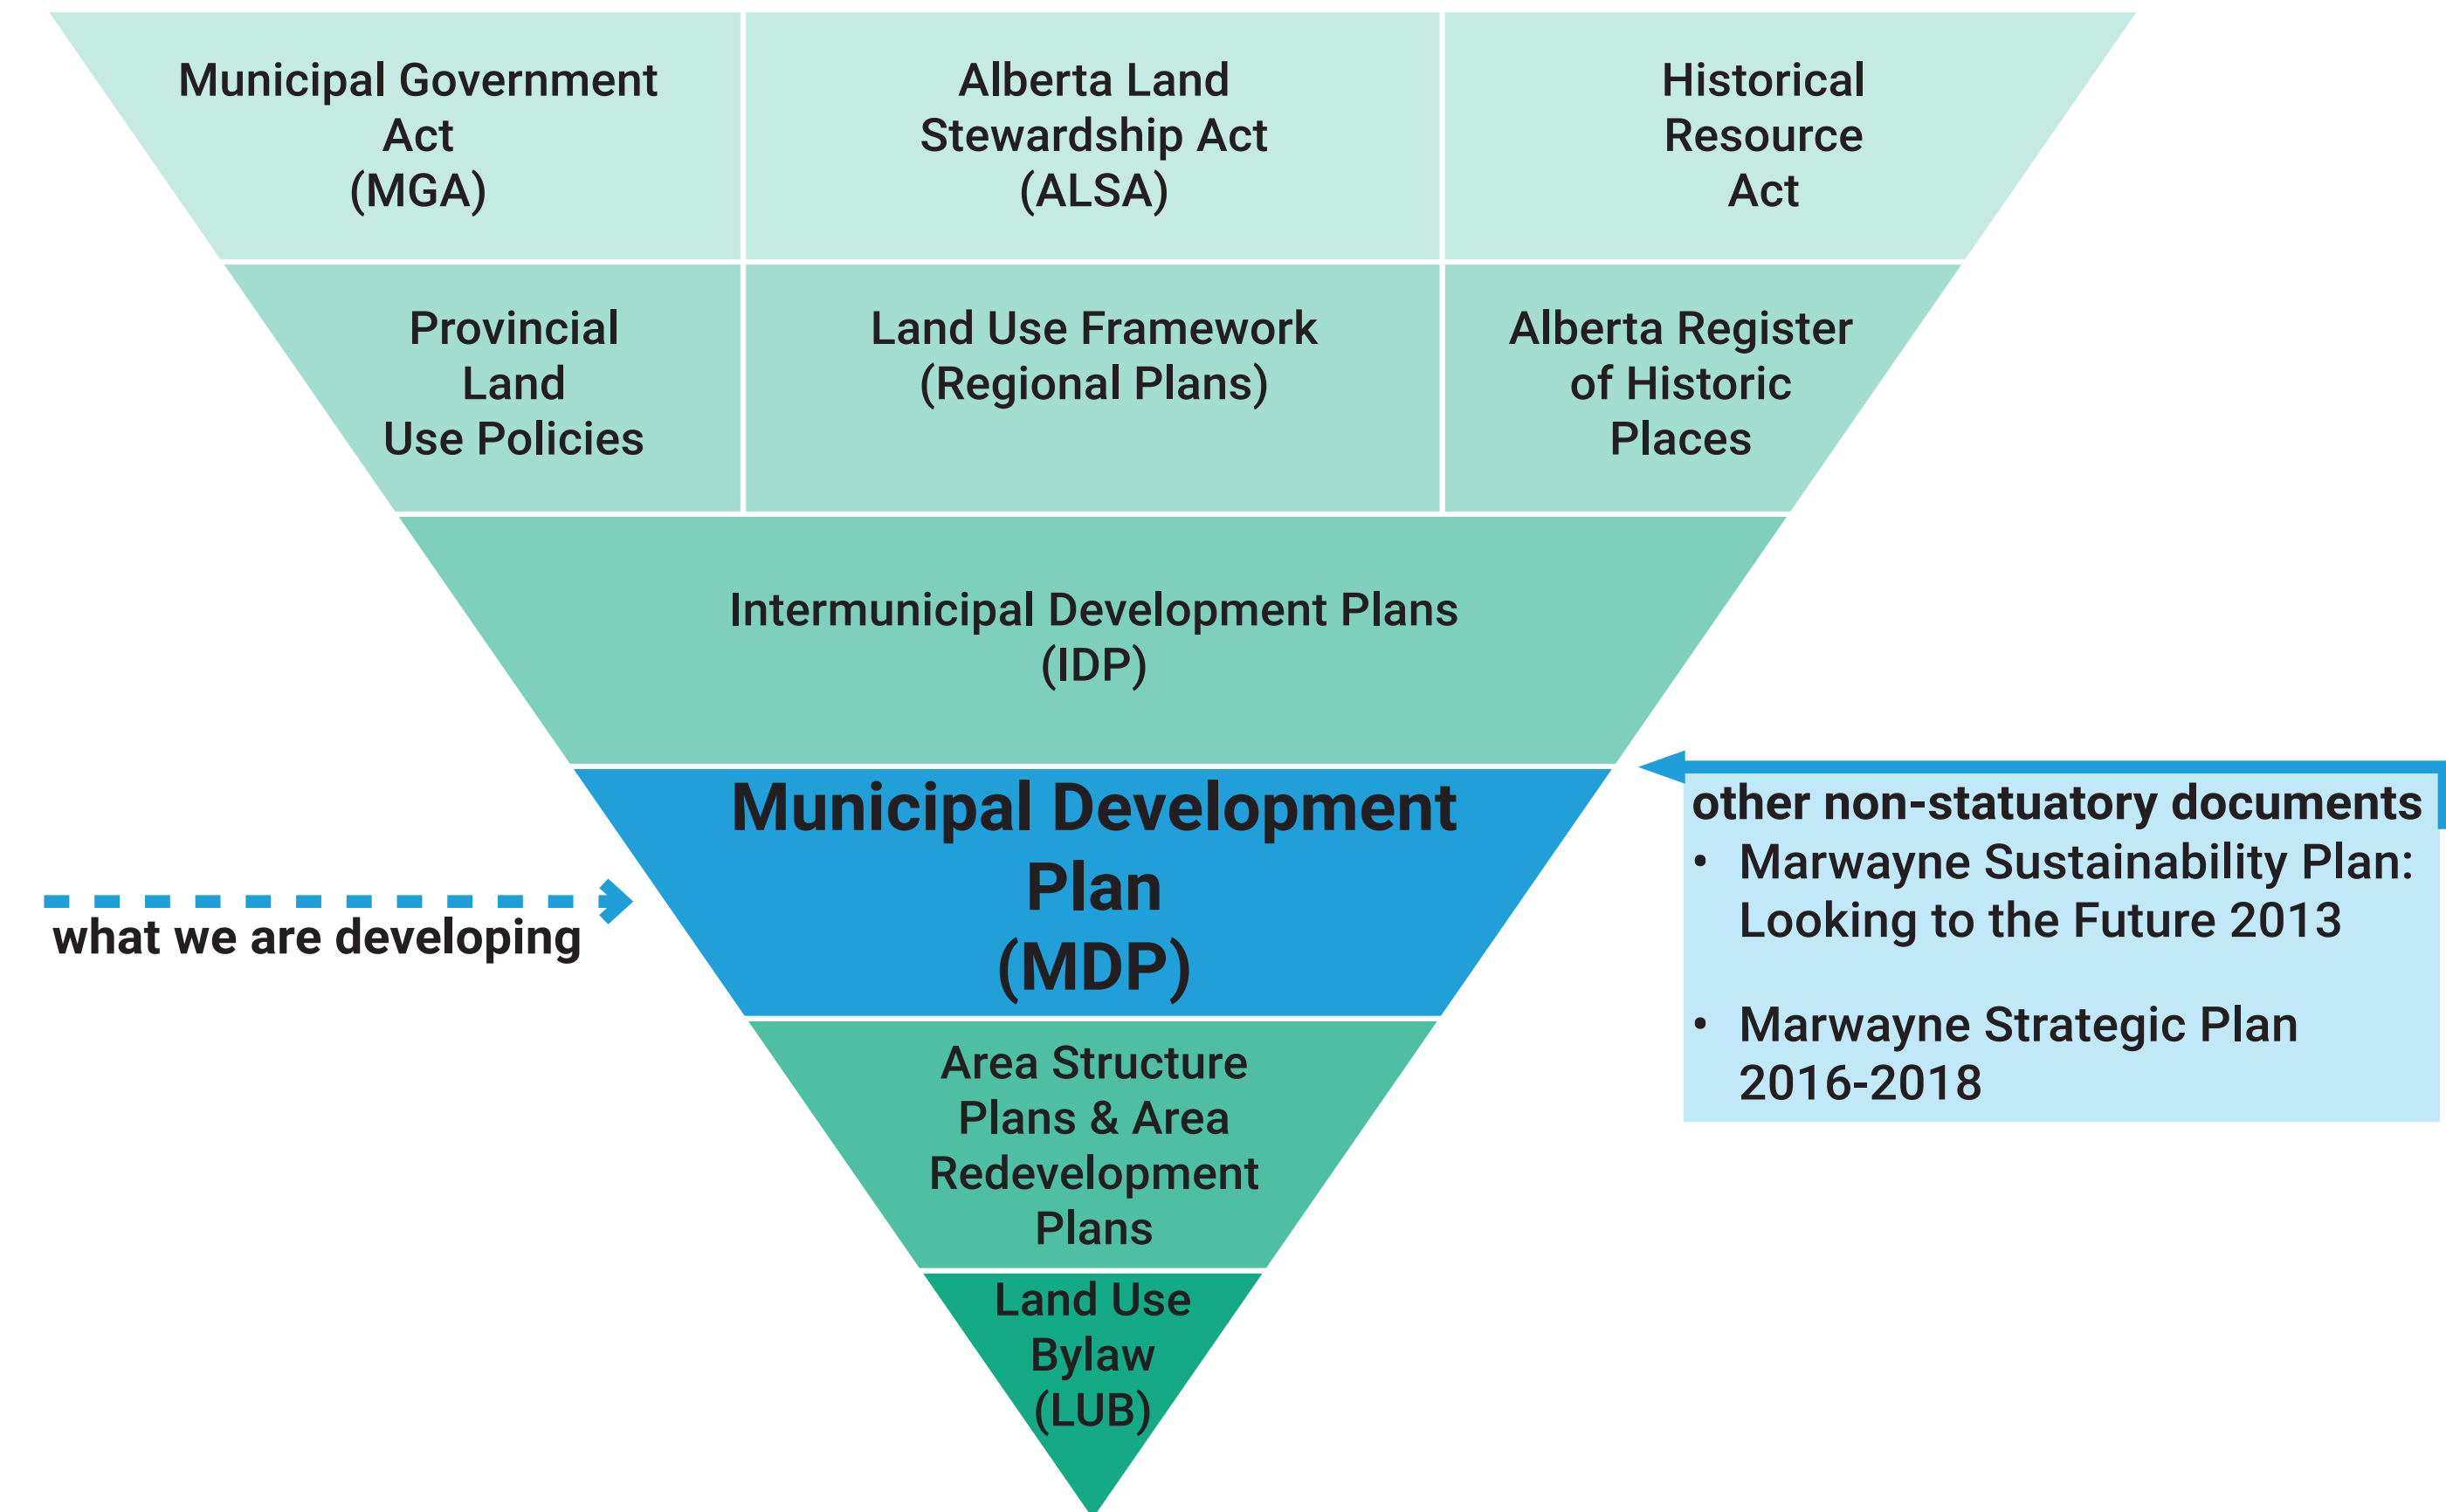 Municipal Government
Act
(MGA)
Alberta Land
Stewardship Act
(ALSA)
Historical
Resource
Act
Provincial
Land
Use Policies
Land Use Framework
(Regional Plans)
Alberta Register
of Historic
Places
Intermunicipal Development Plans
(IDP)
Municipal Development
Plan
(MDP)
what we are developing
other non-statuatory documents
• Marwayne Sustainability Plan:
Looking to the Future 2013
• Marwayne Strategic Plan
2016-2018
Area Structure
Plans & Area
Redevelopment
Plans
Land Use
Bylaw
(LUB)